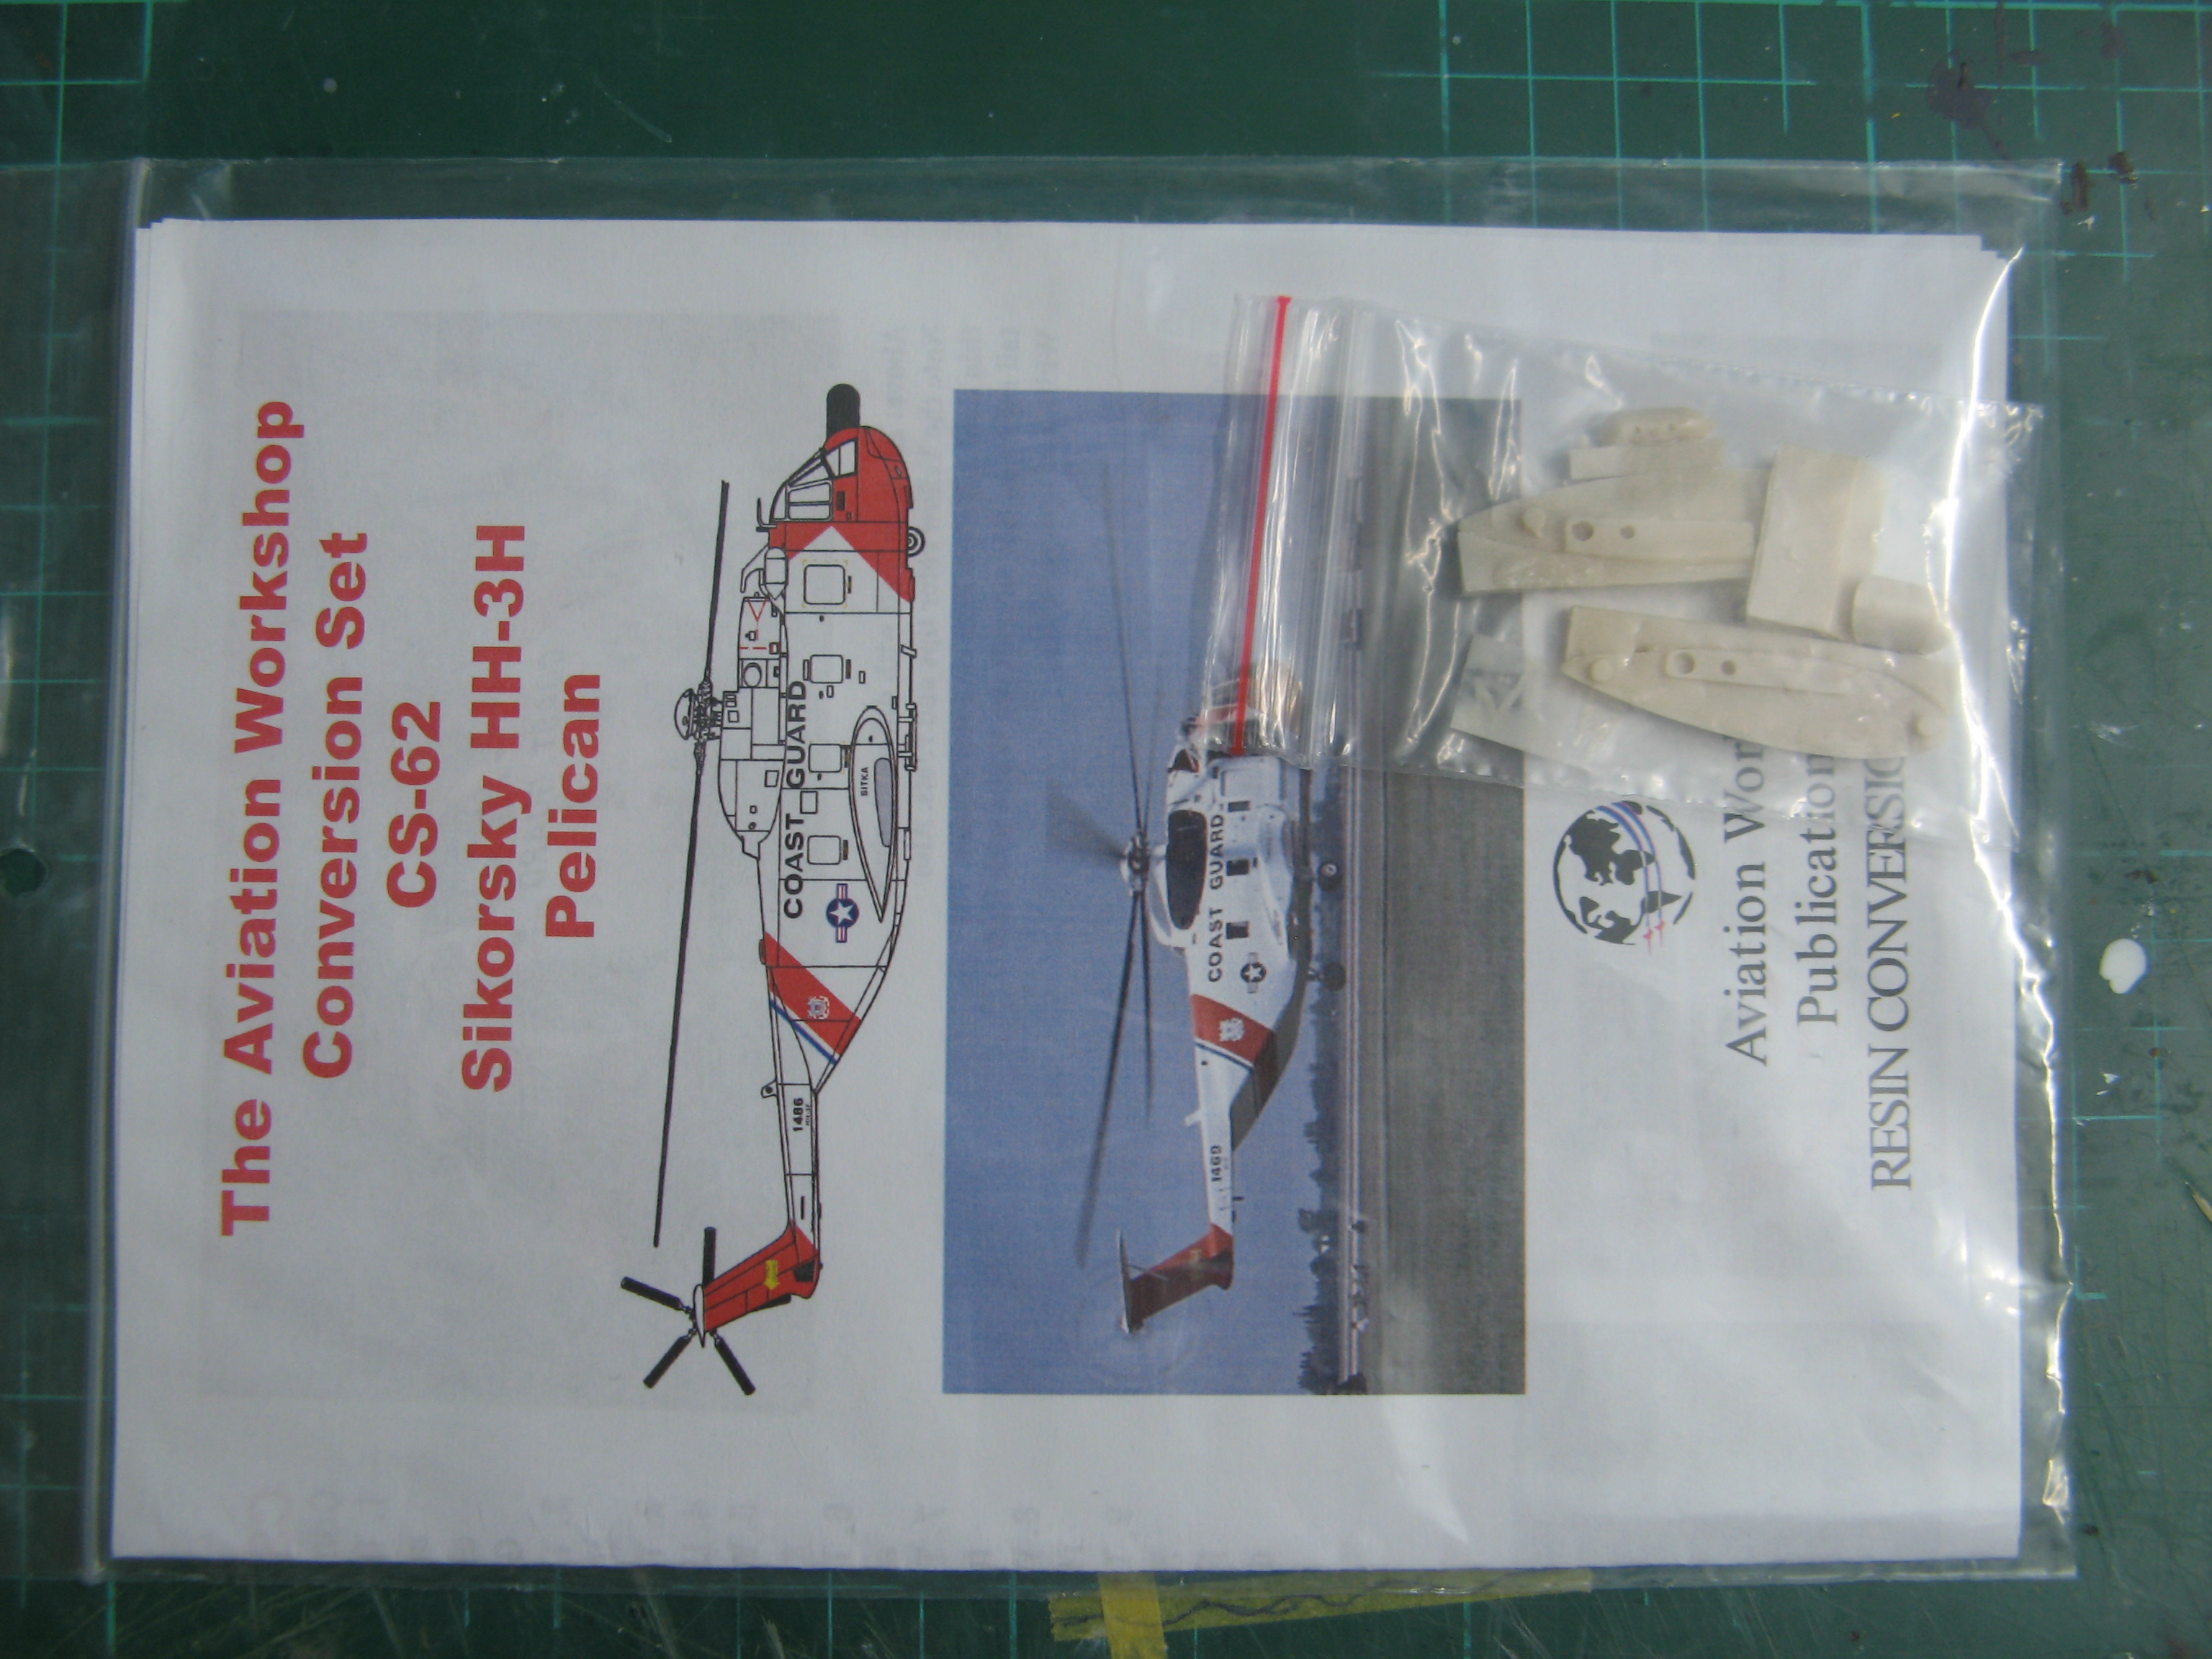 The Aviation Workshop
Conversion Set
CS-62
Sikorsky HH-3H
Pelican
COAST GUARD
SITKA
1486
COAST GUARD
1469
Aviation
Publication
RESIN CONVERSIO